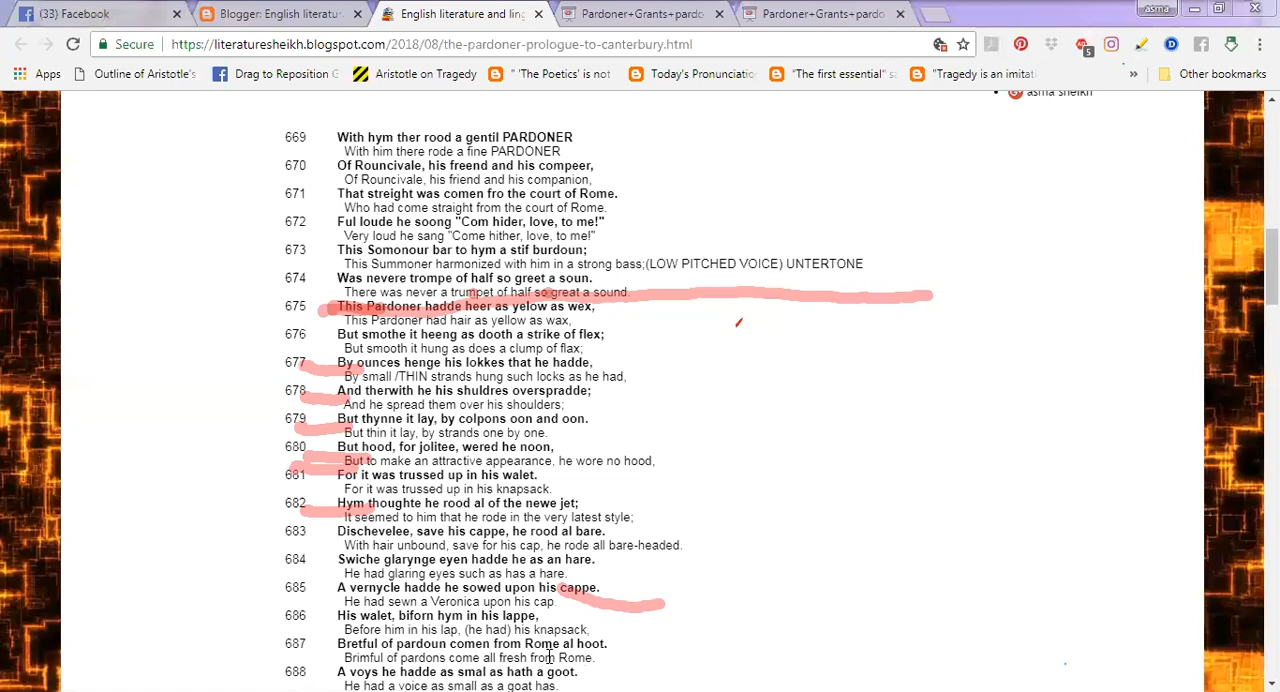 (33) Facebook
Blogger: English literatur
English literature and ling
Pardoner+Grants+pardo
Pardoner+Grants+pardo
asma
Secure
https://literaturesheikh.blogspot.com/2018/08/the-pardoner-prologue-to-canterbury.html
5
Apps
Outline of Aristotle's
Drag to Reposition
Aristotle on Tragedy
" 'The Poetics' is not
Today's Pronunciatio
"The first essential" s
"Tragedy is an imitat
»
Other bookmarks
asma sheikh
669 With hym ther rood a gentil PARDONER
With him there rode a fine PARDONER
670 Of Rouncivale, his freend and his compeer,
Of Rouncivale, his friend and his companion,
671 That streight was comen fro the court of Rome.
Who had come straight from the court of Rome.
672 Ful loude he soong "Com hider, love, to me!"
Very loud he sang "Come hither, love, to me!"
673 This Somonour bar to hym a stif burdoun;
This Summoner harmonized with him in a strong bass;(LOW PITCHED VOICE) UNTERTONE
674 Was nevere trompe of half so greet a soun.
There was never a trumpet of half so great a sound.
675 This Pardoner hadde heer as yelow as wex,
This Pardoner had hair as yellow as wax,
676 But smothe it heeng as dooth a strike of flex;
But smooth it hung as does a clump of flax;
677 By ounces henge his lokkes that he hadde,
By small /THIN strands hung such locks as he had,
678 And therwith he his shuldres overspradde;
And he spread them over his shoulders;
679 But thynne it lay, by colpons oon and oon.
But thin it lay, by strands one by one.
680 But hood, for jolitee, wered he noon,
But to make an attractive appearance, he wore no hood,
681 For it was trussed up in his walet.
For it was trussed up in his knapsack.
682 Hym thoughte he rood al of the newe jet;
It seemed to him that he rode in the very latest style;
683 Dischevelee, save his cappe, he rood al bare.
With hair unbound, save for his cap, he rode all bare-headed.
684 Swiche glarynge eyen hadde he as an hare.
He had glaring eyes such as has a hare.
685 A vernycle hadde he sowed upon his cappe.
He had sewn a Veronica upon his cap.
686 His walet, biforn hym in his lappe,
Before him in his lap, (he had) his knapsack,
687 Bretful of pardoun comen from Rome al hoot.
Brimful of pardons come all fresh from Rome.
688 A voys he hadde as smal as hath a goot.
He had a voice as small as a goat has.